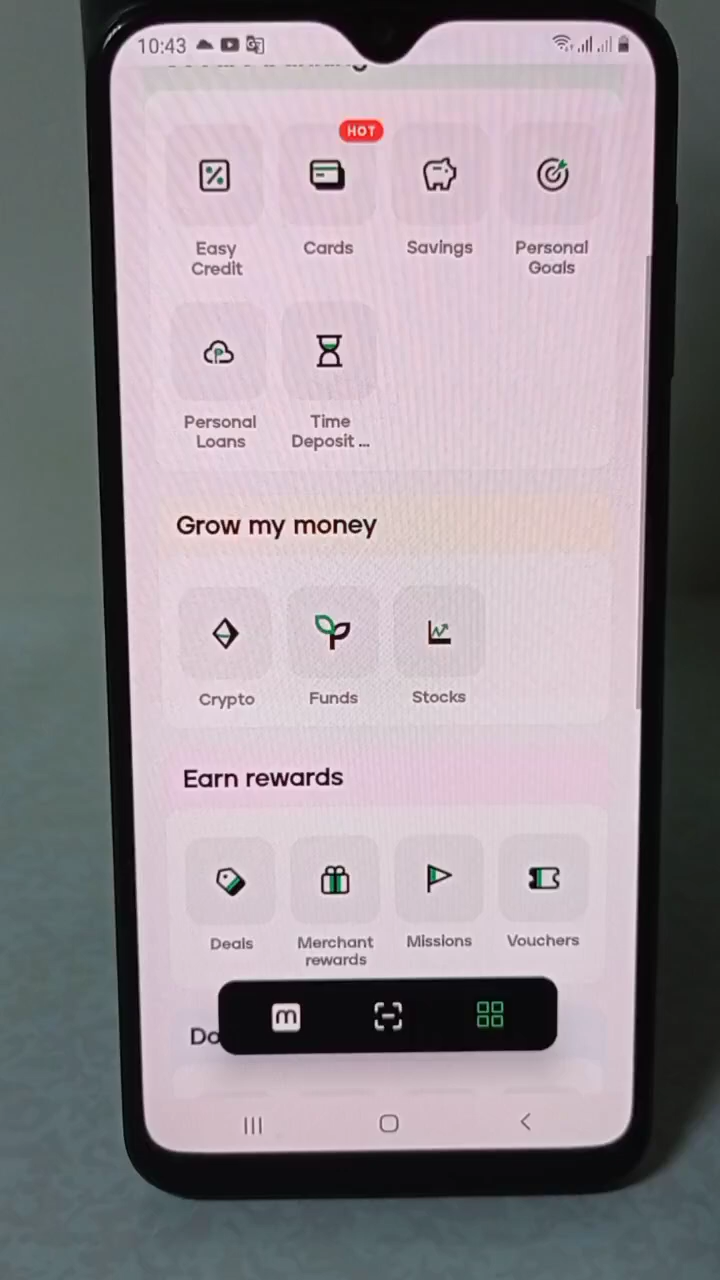 10:43
HOT
Easy
Credit
Cards
Savings
Personal
Goals
Personal
Loans
Time
Deposit ...
Grow my money
Crypto
Funds
Stocks
Earn rewards
Deals
Merchant
rewards
Missions
Vouchers
Do
m